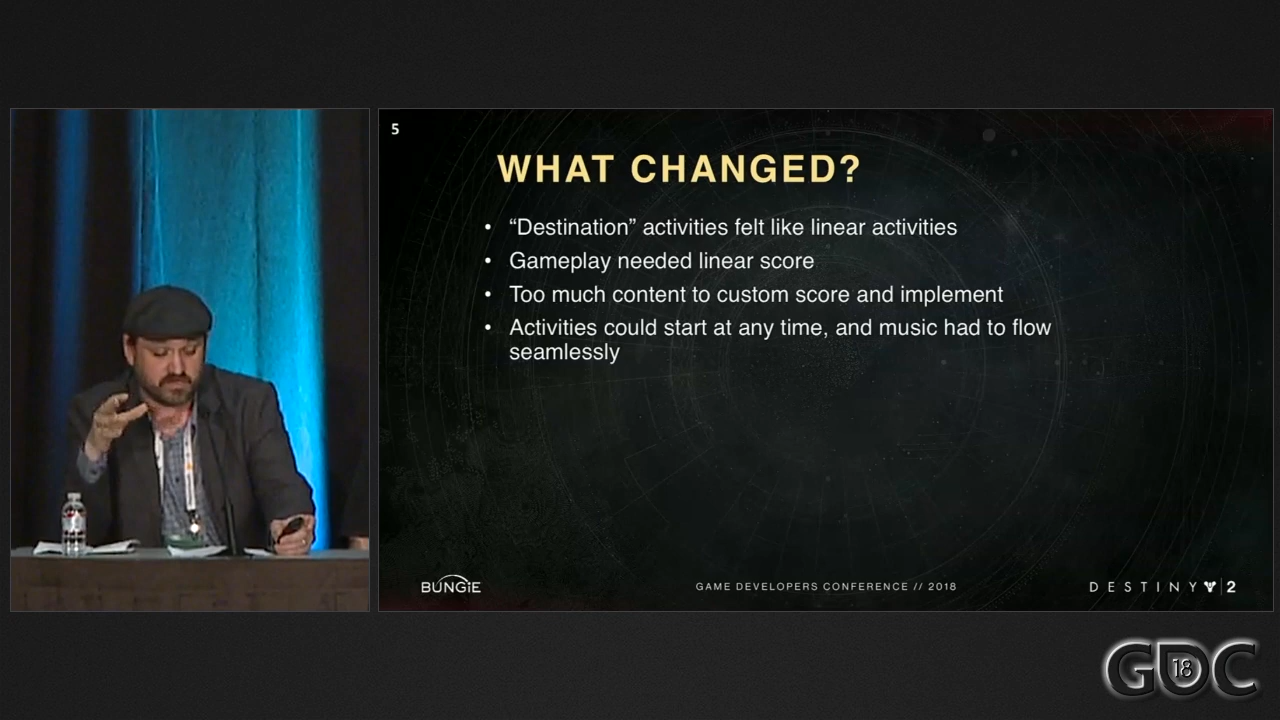 5
WHAT CHANGED?
• “Destination” activities felt like linear activities
• Gameplay needed linear score
• Too much content to custom score and implement
• Activities could start at any time, and music had to flow
seamlessly
BUNGiE
GAME DEVELOPERS CONFERENCE // 2018
DESTINY 2
GDC
18